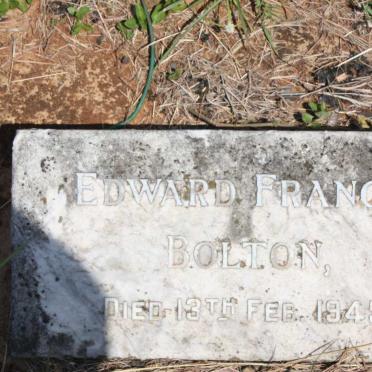 EDWARD FRANC
BOLTON,
DIED 13TH FEB. 194